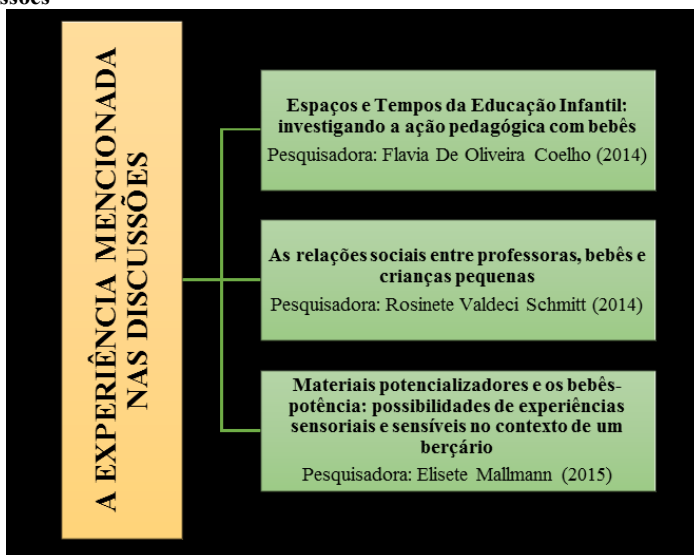 A EXPERIÊNCIA MENCIONADA
NAS DISCUSSÕES
Espaços e Tempos da Educação Infantil:
investigando a ação pedagógica com bebês
Pesquisadora: Flavia De Oliveira Coelho (2014)
As relações sociais entre professoras, bebês e
crianças pequenas
Pesquisadora: Rosinete Valdeci Schmitt (2014)
Materiais potencializadores e os bebês-
potência: possibilidades de experiências
sensoriais e sensíveis no contexto de um
berçário
Pesquisadora: Elisete Mallmann (2015)